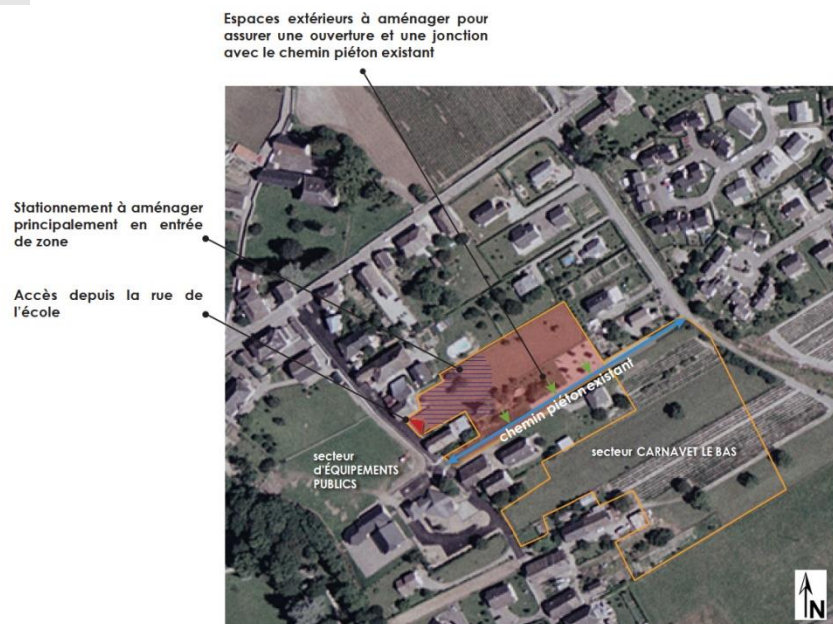 Espaces extérieurs à aménager pour
assurer une ouverture et une jonction
avec le chemin piéton existant
Stationnement à aménager
principalement en entrée
de zone
Accès depuis la rue de
l'école
chemin piéton existant
secteur
d'ÉQUIPEMENTS
PUBLICS
secteur CARNAVET LE BAS
N